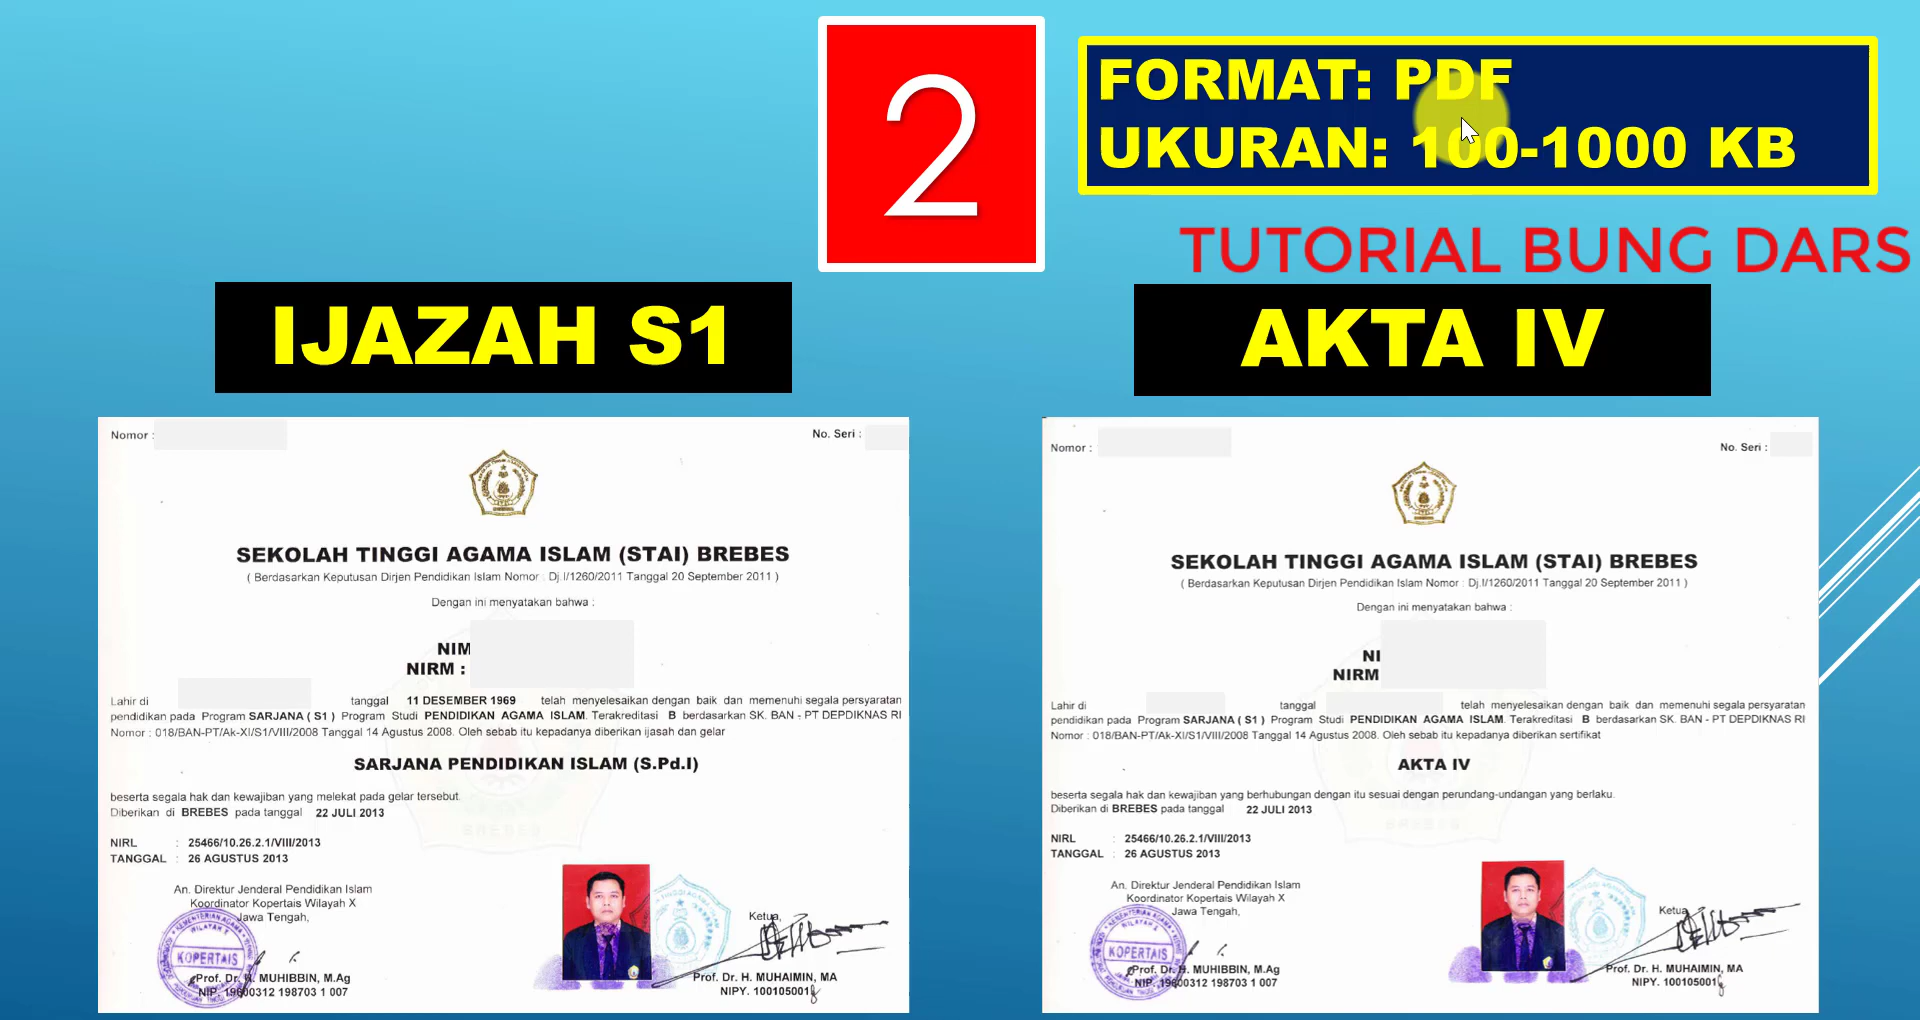 2
FORMAT: PDF
UKURAN: 100-1000 KB
TUTORIAL BUNG DARS
IJAZAH S1
Nomor :
No. Seri :
SEKOLAH TINGGI AGAMA ISLAM (STAI) BREBES
( Berdasarkan Keputusan Dirjen Pendidikan Islam Nomor : Dj.I/1260/2011 Tanggal 20 September 2011 )
Dengan ini menyatakan bahwa :
NIM
NIRM :
Lahir di tanggal 11 DESEMBER 1969 telah menyelesaikan dengan baik dan memenuhi segala persyaratan
pendidikan pada Program SARJANA ( S1 ) Program Studi PENDIDIKAN AGAMA ISLAM. Terakreditasi B berdasarkan SK. BAN - PT DEPDIKNAS RI
Nomor : 018/BAN-PT/Ak-XI/S1/VIII/2008 Tanggal 14 Agustus 2008. Oleh sebab itu kepadanya diberikan ijasah dan gelar
SARJANA PENDIDIKAN ISLAM (S.Pd.I)
beserta segala hak dan kewajiban yang melekat pada gelar tersebut.
Diberikan di BREBES pada tanggal 22 JULI 2013
NIRL : 25466/10.26.2.1/VIII/2013
TANGGAL : 26 AGUSTUS 2013
An. Direktur Jenderal Pendidikan Islam
Koordinator Kopertais Wilayah X
Jawa Tengah,
KOPERTAIS
Prof. Dr. H. MUHIBBIN, M.Ag
NIP. 19600312 198703 1 007
Ketua,
Prof. Dr. H. MUHAIMIN, MA
NIPY. 100105001
AKTA IV
Nomor :
No. Seri :
SEKOLAH TINGGI AGAMA ISLAM (STAI) BREBES
( Berdasarkan Keputusan Dirjen Pendidikan Islam Nomor : Dj.I/1260/2011 Tanggal 20 September 2011 )
Dengan ini menyatakan bahwa :
NI
NIRM
Lahir di tanggal telah menyelesaikan dengan baik dan memenuhi segala persyaratan
pendidikan pada Program SARJANA ( S1 ) Program Studi PENDIDIKAN AGAMA ISLAM. Terakreditasi B berdasarkan SK. BAN - PT DEPDIKNAS RI
Nomor : 018/BAN-PT/Ak-XI/S1/VIII/2008 Tanggal 14 Agustus 2008. Oleh sebab itu kepadanya diberikan sertifikat
AKTA IV
beserta segala hak dan kewajiban yang berhubungan dengan itu sesuai dengan perundang-undangan yang berlaku.
Diberikan di BREBES pada tanggal 22 JULI 2013
NIRL : 25466/10.26.2.1/VIII/2013
TANGGAL : 26 AGUSTUS 2013
An. Direktur Jenderal Pendidikan Islam
Koordinator Kopertais Wilayah X
Jawa Tengah,
KOPERTAIS
Prof. Dr. H. MUHIBBIN, M.Ag
NIP. 19600312 198703 1 007
Ketua
Prof. Dr. H. MUHAIMIN, MA
NIPY. 100105001